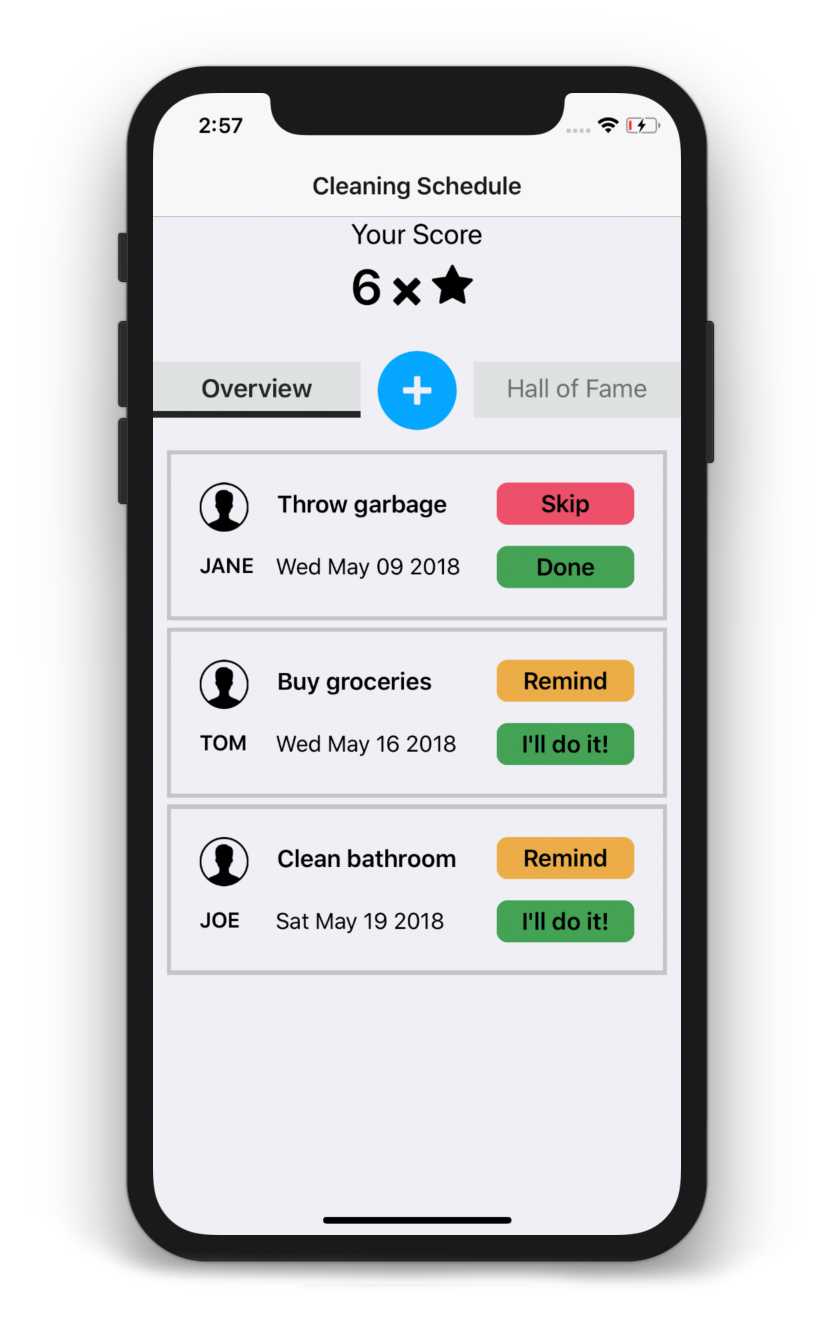 2:57
Cleaning Schedule
Your Score
6 ×
Overview
+
Hall of Fame
Throw garbage
Skip
JANE
Wed May 09 2018
Done
Buy groceries
Remind
TOM
Wed May 16 2018
I'll do it!
Clean bathroom
Remind
JOE
Sat May 19 2018
I'll do it!